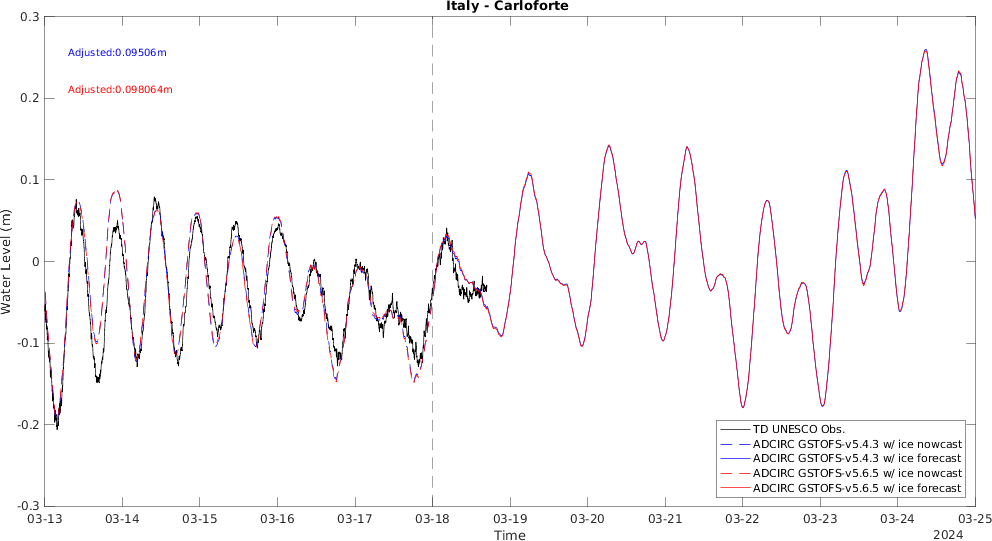 Italy - Carloforte
0.3
Adjusted:0.09506m
Adjusted:0.098064m
0.2
0.1
0
-0.1
-0.2
-0.3
Water Level (m)
TD UNESCO Obs.
ADCIRC GSTOFS-v5.4.3 w/ ice nowcast
ADCIRC GSTOFS-v5.4.3 w/ ice forecast
ADCIRC GSTOFS-v5.6.5 w/ ice nowcast
ADCIRC GSTOFS-v5.6.5 w/ ice forecast
03-13 03-14 03-15 03-16 03-17 03-18 03-19 03-20 03-21 03-22 03-23 03-24 03-25
Time
2024